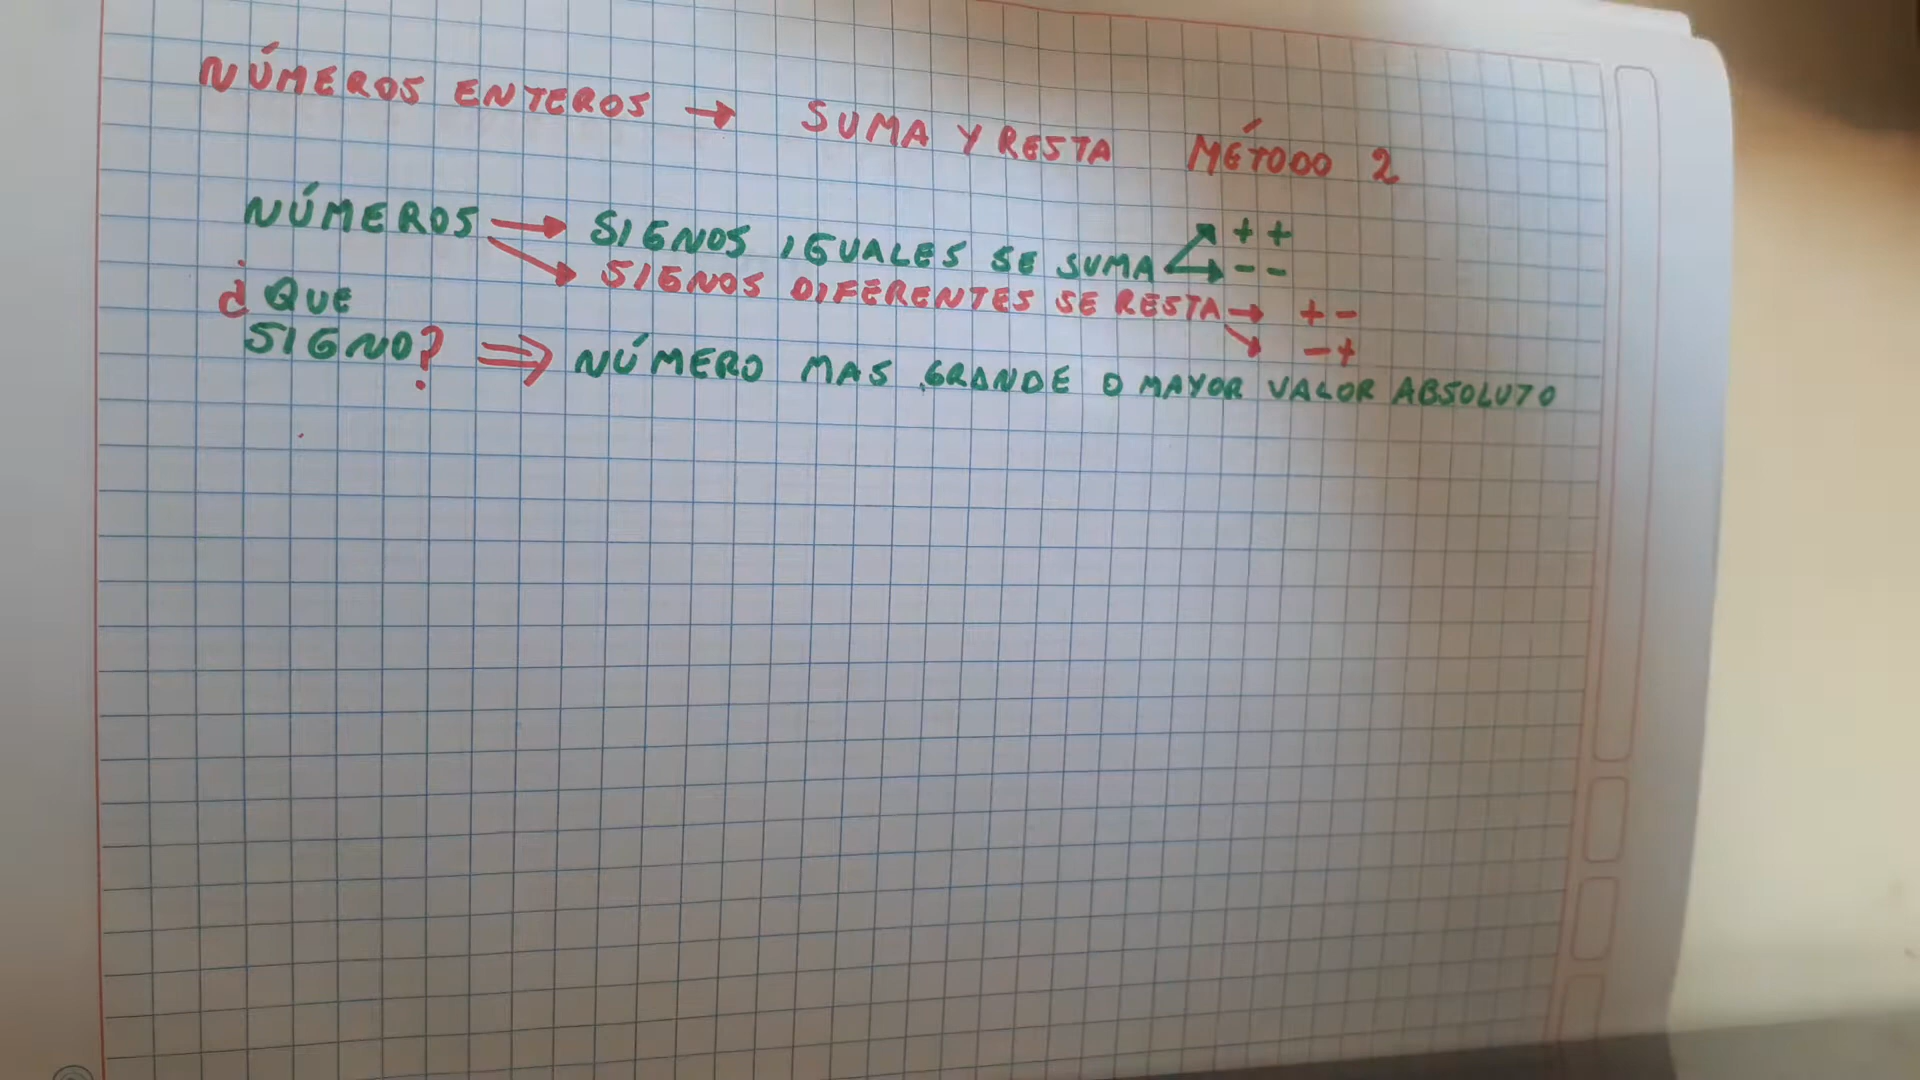 NÚMEROS ENTEROS → SUMA Y RESTA MÉTODO 2
NÚMEROS → SIGNOS IGUALES SE SUMA → + +
→ - -
→ SIGNOS DIFERENTES SE RESTA → + -
→ - +
¿QUE
SIGNO? ⇒ NÚMERO MAS GRANDE O MAYOR VALOR ABSOLUTO